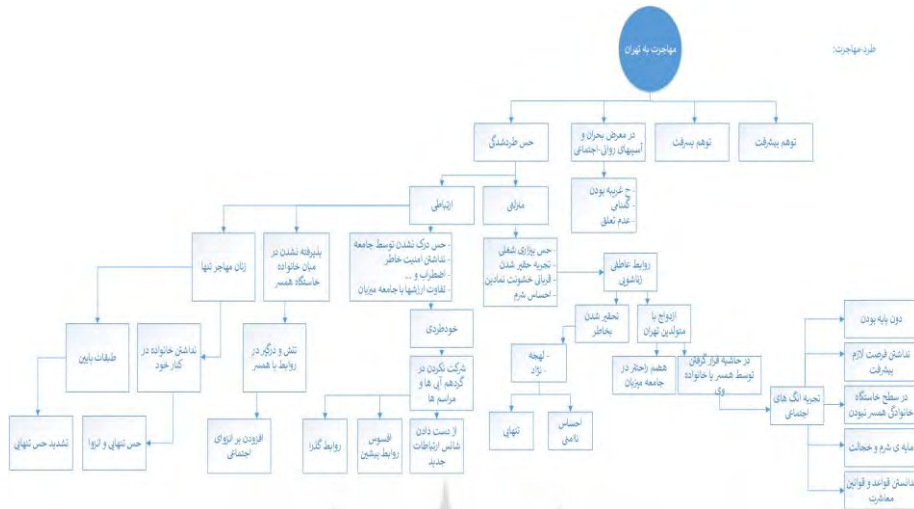 طرد-مهاجرت:
مهاجرت به
تهران
توهم پیشرفت
توهم پسرفت
در معرض بحران و
آسیبهای روانی-اجتماعی
حس طردشدگی
- ح غریبه بودن
- گمنامی
- عدم تعلق
منزلتی
ارتباطی
حس بیزاری شغلی
- تجربه حقیر شدن
- قربانی خشونت نمادین
- احساس شرم
- حس درک نشدن توسط جامعه
- نداشتن امنیت خاطر
- اضطراب و ...
- تفاوت ارزشها با جامعه میزبان
پذیرفته نشدن در
میان خانواده
خاستگاه همسر
زنان مهاجر تنها
روابط عاطفی
زناشویی
ازدواج با
متولدین تهران
تحقیر شدن
بخاطر
خودطردی
تنش و درگیر در
روابط با همسر
نداشتن خانواده در
کنار خود
طبقات پایین
در حاشیه قرار گرفتن
توسط همسر یا خانواده
وی
هضم راحتتر در
جامعه میزبان
- لهجه
- نژاد
شرکت نکردن در
گردهم آیی ها و
مراسم ها
تجربه انگ های
اجتماعی
دون پایه بودن
نداشتن فرصت لازم
پیشرفت
در سطح خاستگاه
خانوادگی همسر نبودن
مایه ی شرم و خجالت
ندانستن قواعد و قوانین
معاشرت
احساس
ناامنی
تنهایی
از دست دادن
شانس ارتباطات
جدید
افسوس
روابط پیشین
روابط گذرا
افزودن بر انزوای
اجتماعی
حس تنهایی و انزوا
تشدید حس تنهایی